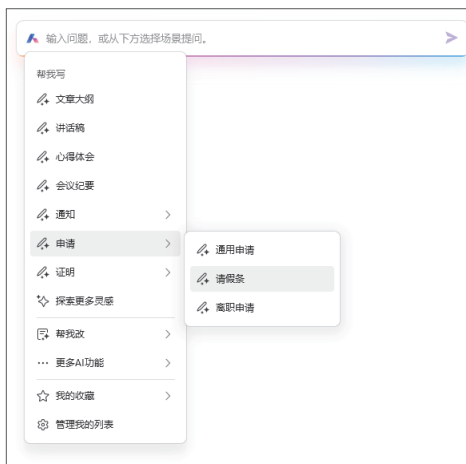 输入问题，或从下方选择场景提问。
帮我写
文章大纲
讲话稿
心得体会
会议纪要
通知
申请
证明
探索更多灵感
帮我改
更多AI功能
我的收藏
管理我的列表
通用申请
请假条
离职申请